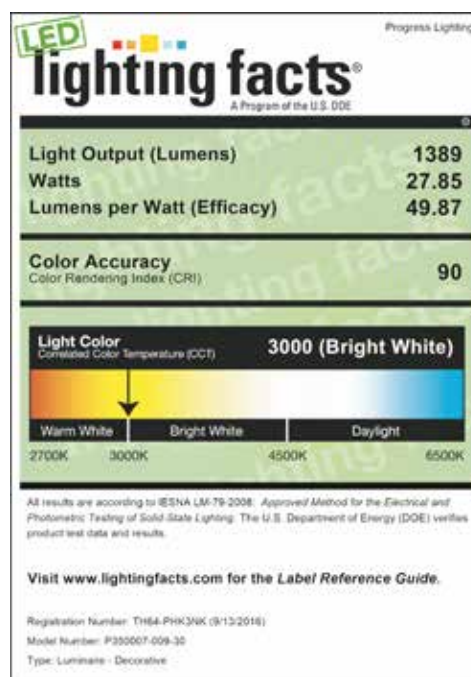 Progress Lighting
LED
lighting facts®
A Program of the U.S. DOE
Light Output (Lumens) 1389
Watts 27.85
Lumens per Watt (Efficacy) 49.87
Color Accuracy
Color Rendering Index (CRI) 90
Light Color
Correlated Color Temperature (CCT) 3000 (Bright White)
Warm White Bright White Daylight
2700K 3000K 4500K 6500K
All results are according to IESNA LM-79-2008: Approved Method for the Electrical and
Photometric Testing of Solid-State Lighting. The U.S. Department of Energy (DOE) verifies
product test data and results.
Visit www.lightingfacts.com for the Label Reference Guide.
Registration Number: TH64-PHK3NK (9/13/2016)
Model Number: P350007-009-30
Type: Luminaire - Decorative